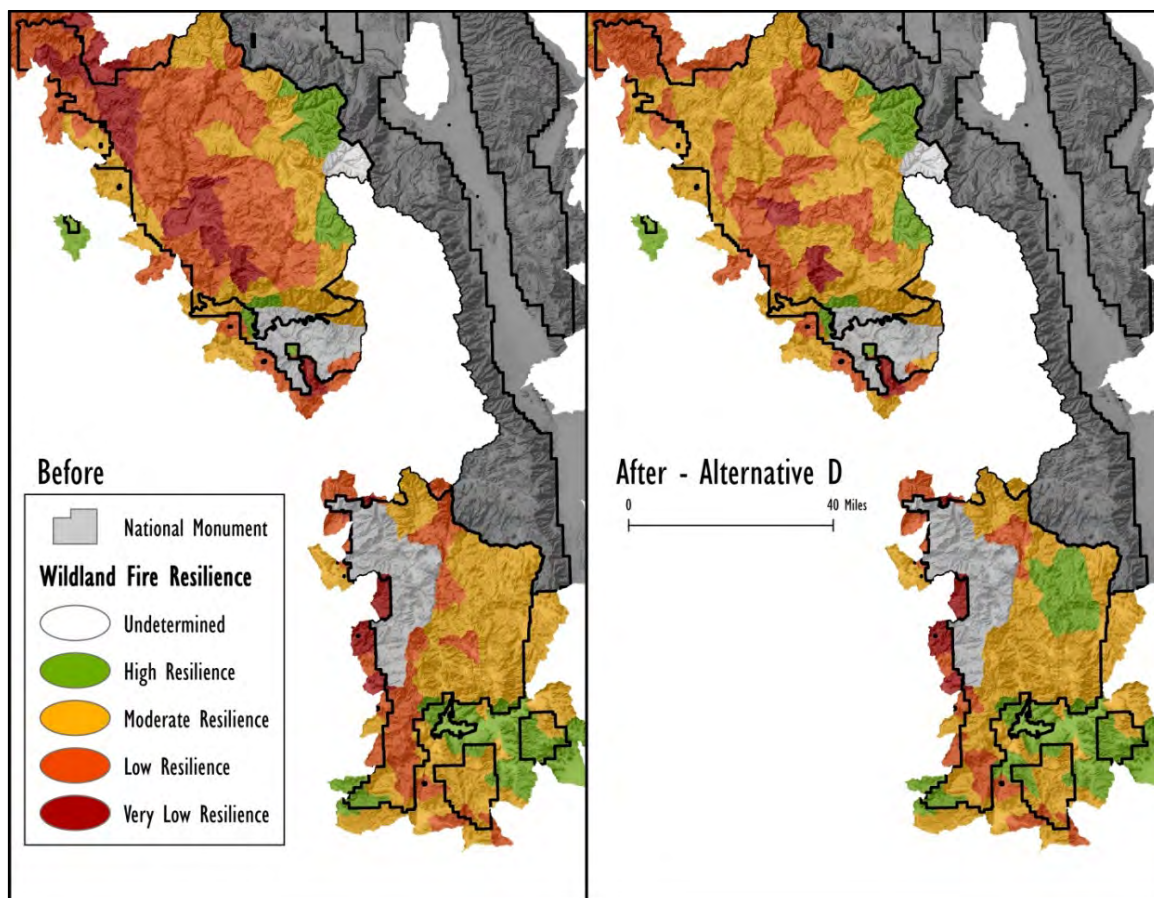 Before
National Monument
Wildland Fire Resilience
Undetermined
High Resilience
Moderate Resilience
Low Resilience
Very Low Resilience
After - Alternative D
0 40 Miles